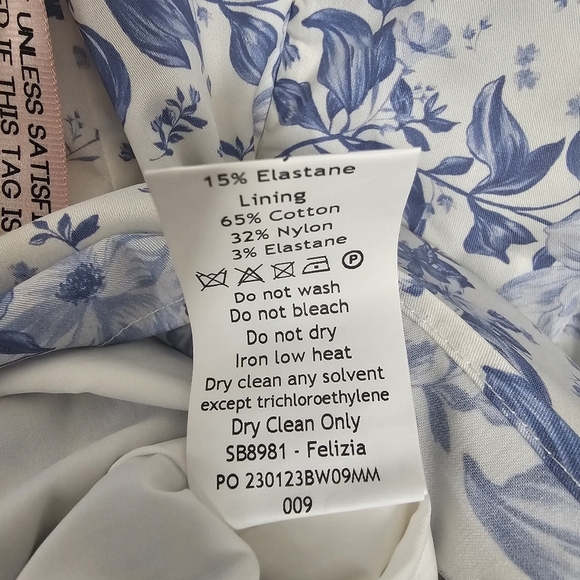 UNLESS SATISF
IF THIS TAG IS
15% Elastane
Lining
65% Cotton
32% Nylon
3% Elastane
P
Do not wash
Do not bleach
Do not dry
Iron low heat
Dry clean any solvent
except trichloroethylene
Dry Clean Only
SB8981 - Felizia
PO 230123BW09MM
009